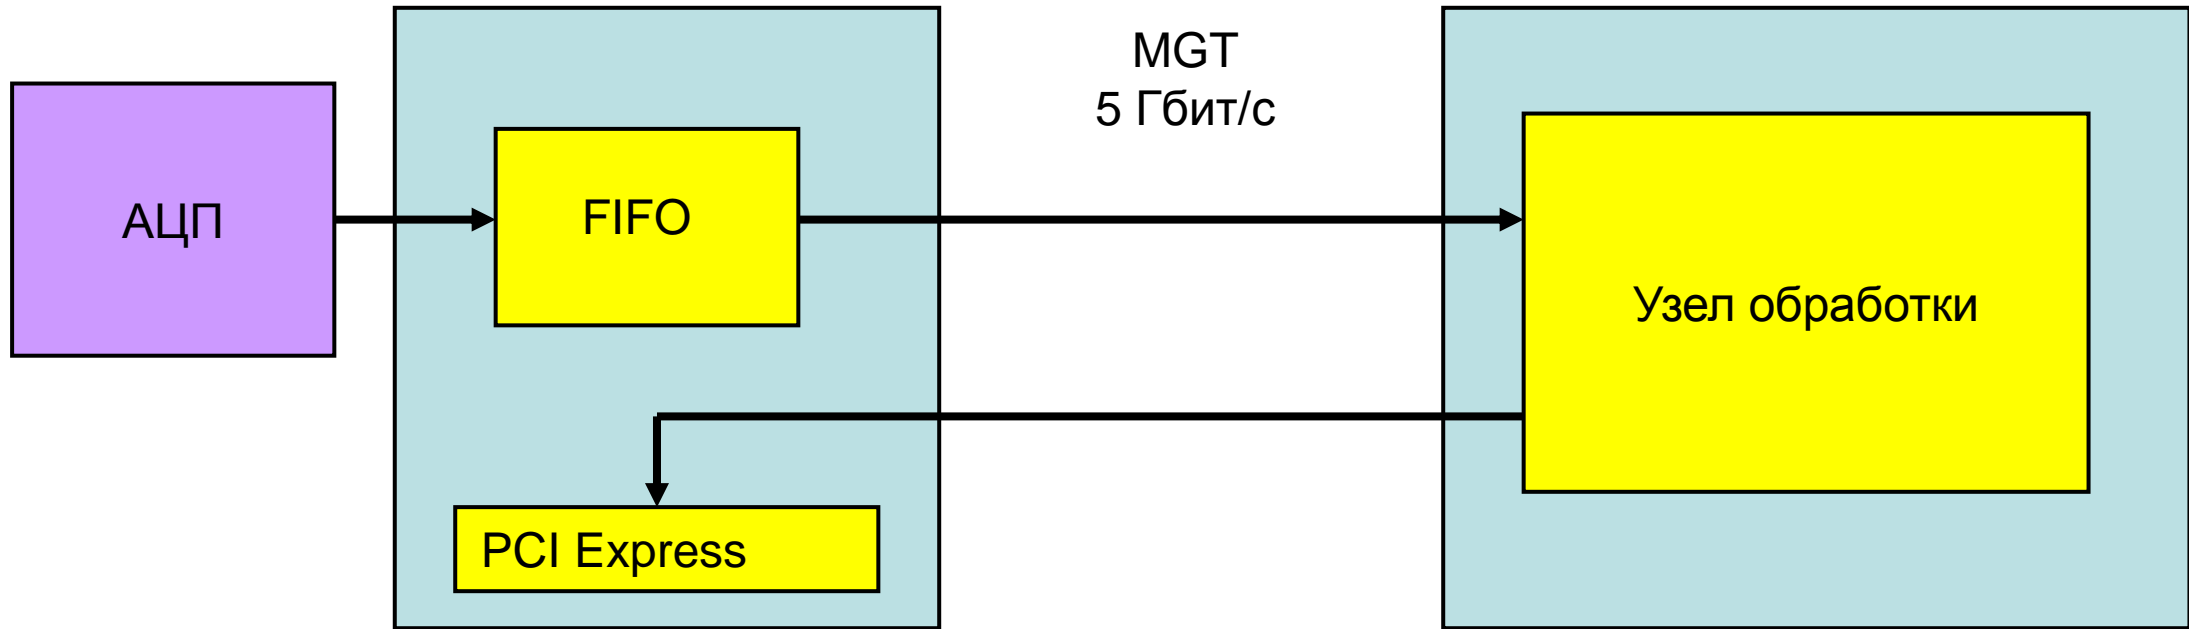 MGT
5 Гбит/с
АЦП
FIFO
Узел обработки
PCI Express